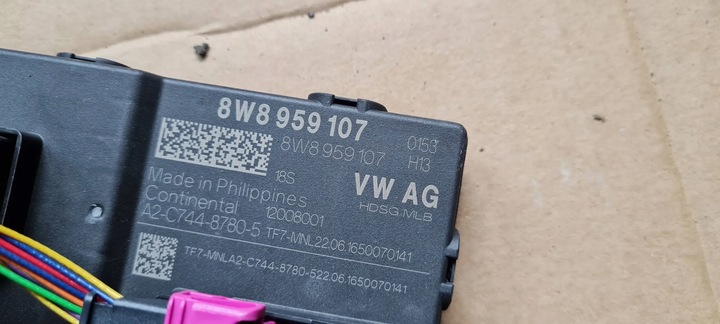 8W8 959 107
8W8 959 107 0153
18S H13
VW AG
HDSG.MLB
Made in Philippines
Continental 12008001
A2-C744-8780-5 TF7-MNL22.06.1650070141
TF7-MNLA2-C744-8780-522.06.1650070141